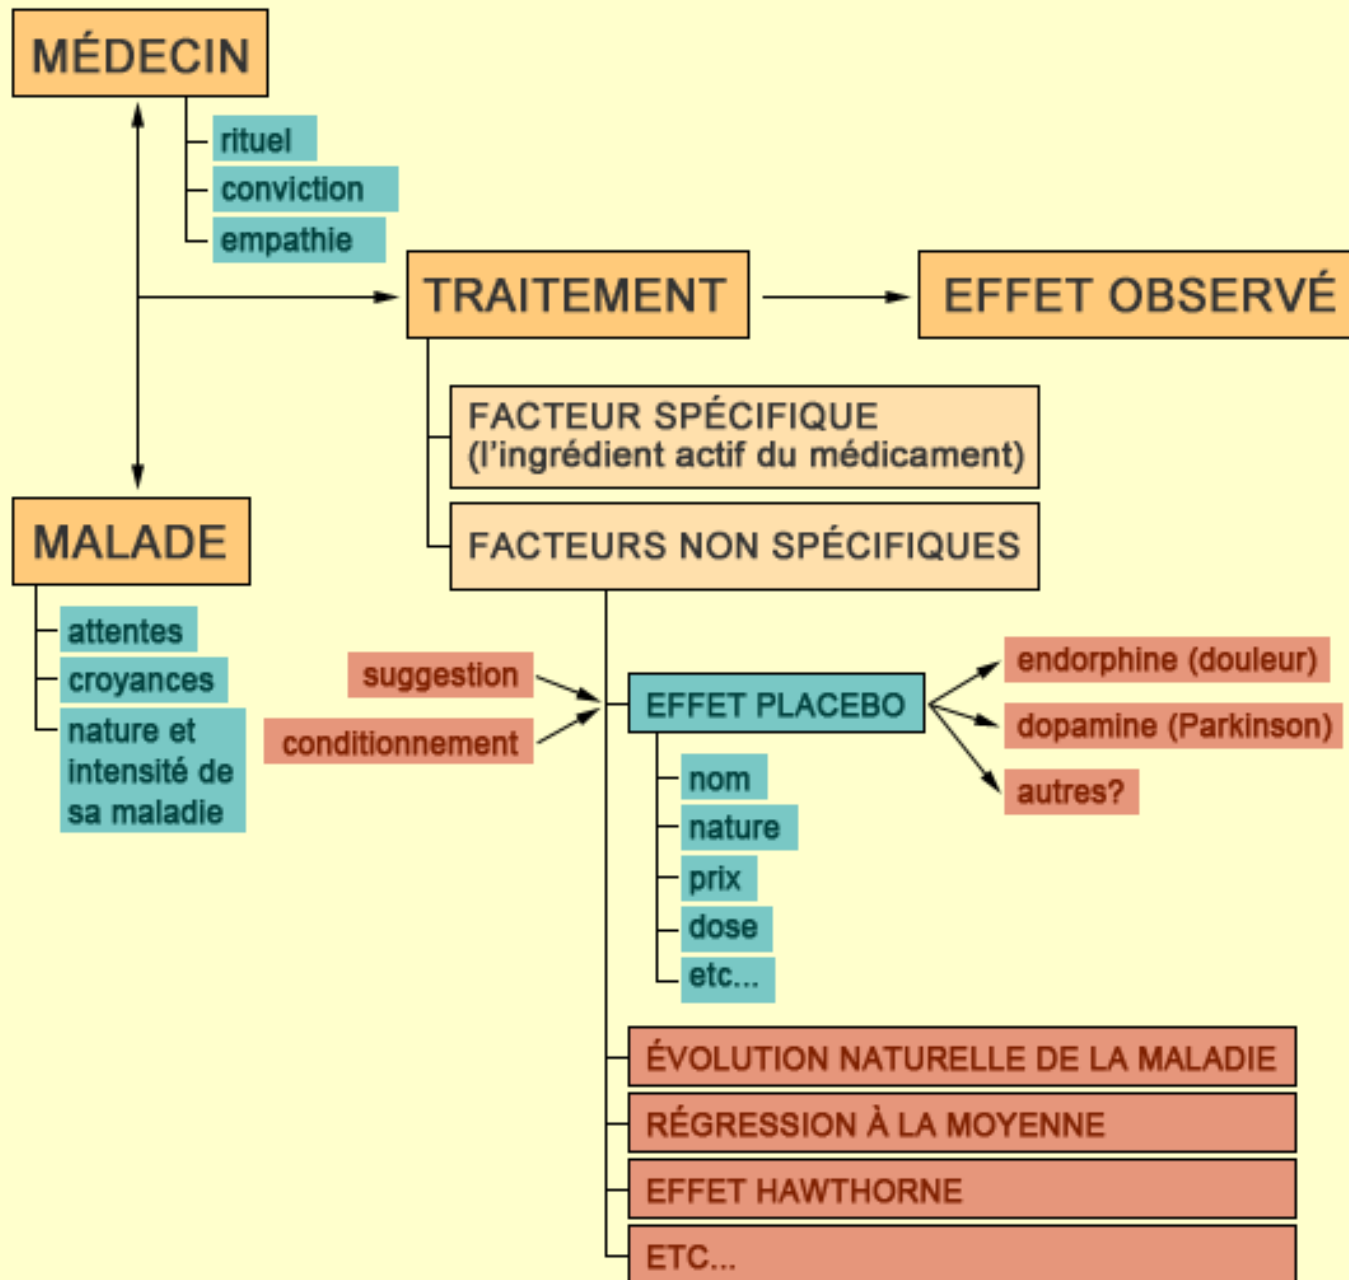 MÉDECIN
rituel
conviction
empathie
TRAITEMENT
EFFET OBSERVÉ
FACTEUR SPÉCIFIQUE
(l'ingrédient actif du médicament)
FACTEURS NON SPÉCIFIQUES
MALADE
attentes
croyances
nature et
intensité de
sa maladie
suggestion
conditionnement
EFFET PLACEBO
endorphine (douleur)
dopamine (Parkinson)
autres?
nom
nature
prix
dose
etc...
ÉVOLUTION NATURELLE DE LA MALADIE
RÉGRESSION À LA MOYENNE
EFFET HAWTHORNE
ETC...